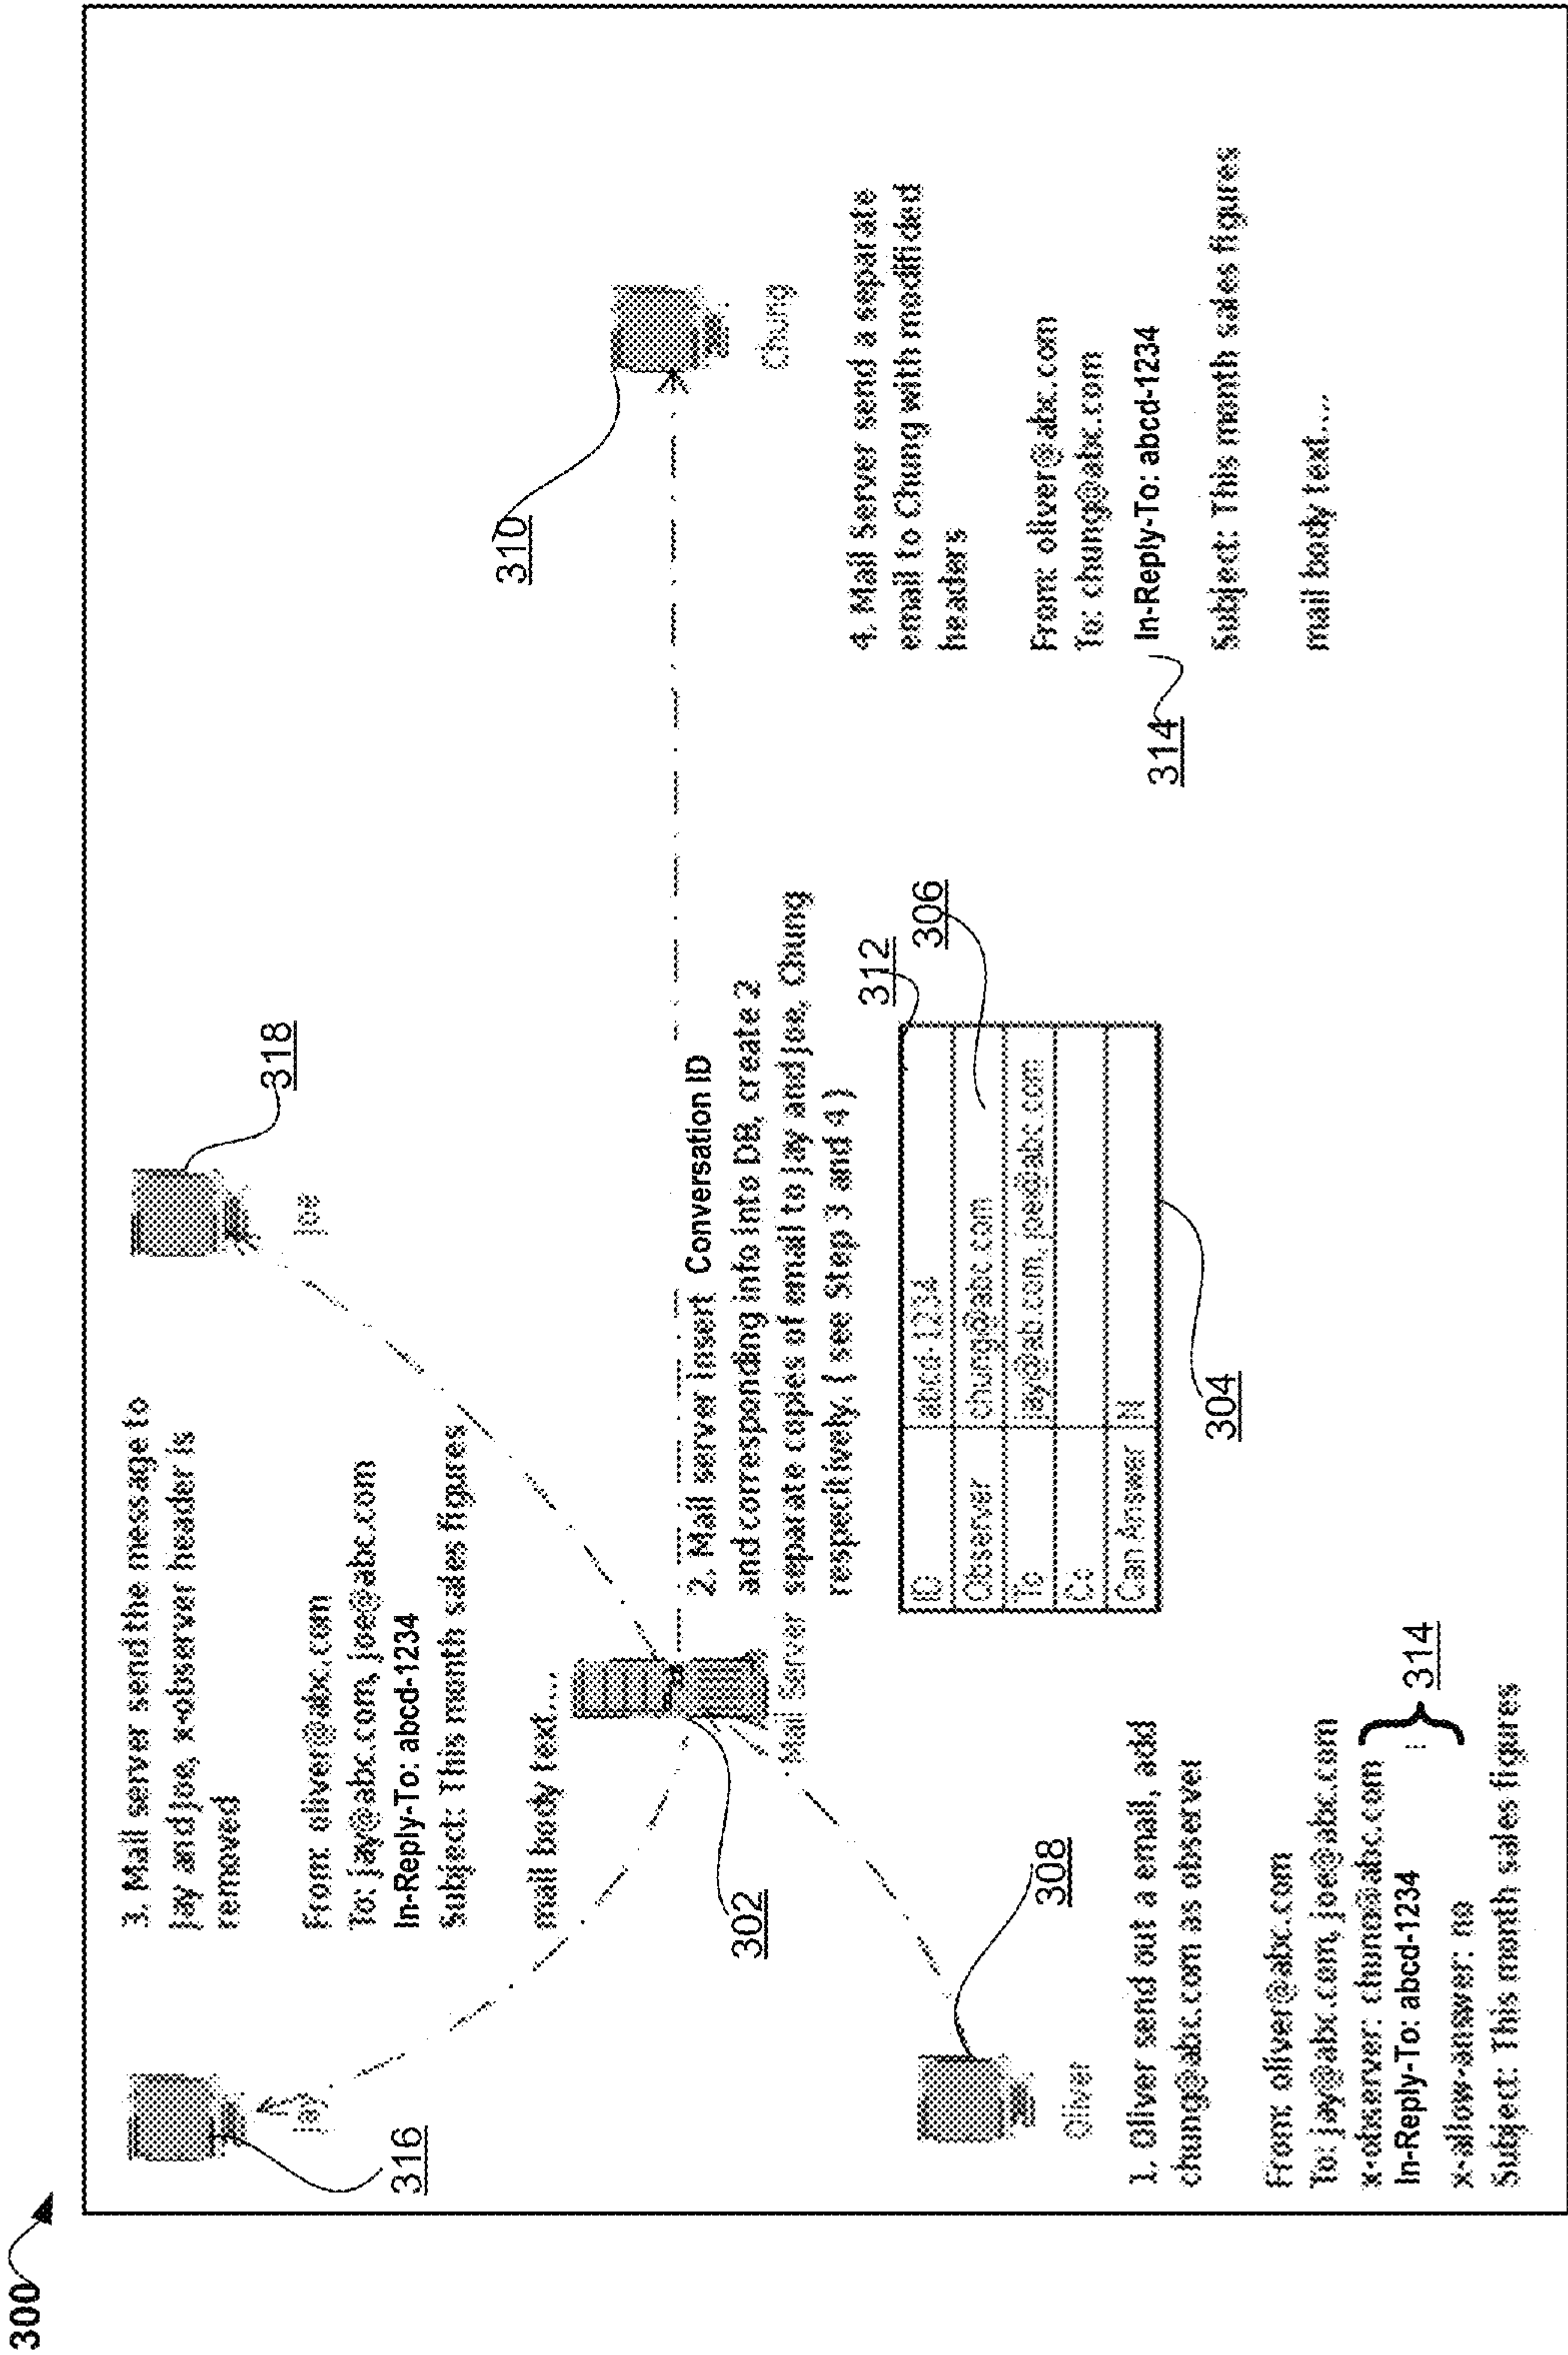 300
3. Mail server send the message to
Jay and Joe, x-observer header is
removed
From: oliver@abc.com
To: jay@abc.com, joe@abc.com
In-Reply-To: abcd-1234
Subject: This month sales figures
mail body text....
Jay
316
Joe
318
302
Mail Server
2. Mail server insert Conversation ID
and corresponding info into DB, create 2
separate copies of email to Jay and Joe, Chung
respecitively. ( see Step 3 and 4 )
312
306
ID abcd-1234
Observer chung@abc.com
To jay@ab.com, joe@abc.com
Cc
Can Answer N
304
310
Chung
4. Mail Server send a separate
email to Chung with modifided
headers
From: oliver@abc.com
To: chung@abc.com
In-Reply-To: abcd-1234
314
Subject: This month sales figures
mail body text....
308
Oliver
1. Oliver send out a email, add
chung@abc.com as observer
From: oliver@abc.com
To: jay@abc.com, joe@abc.com
x-observer: chung@abc.com
In-Reply-To: abcd-1234
x-allow-answer: no
314
Subject: This month sales figures